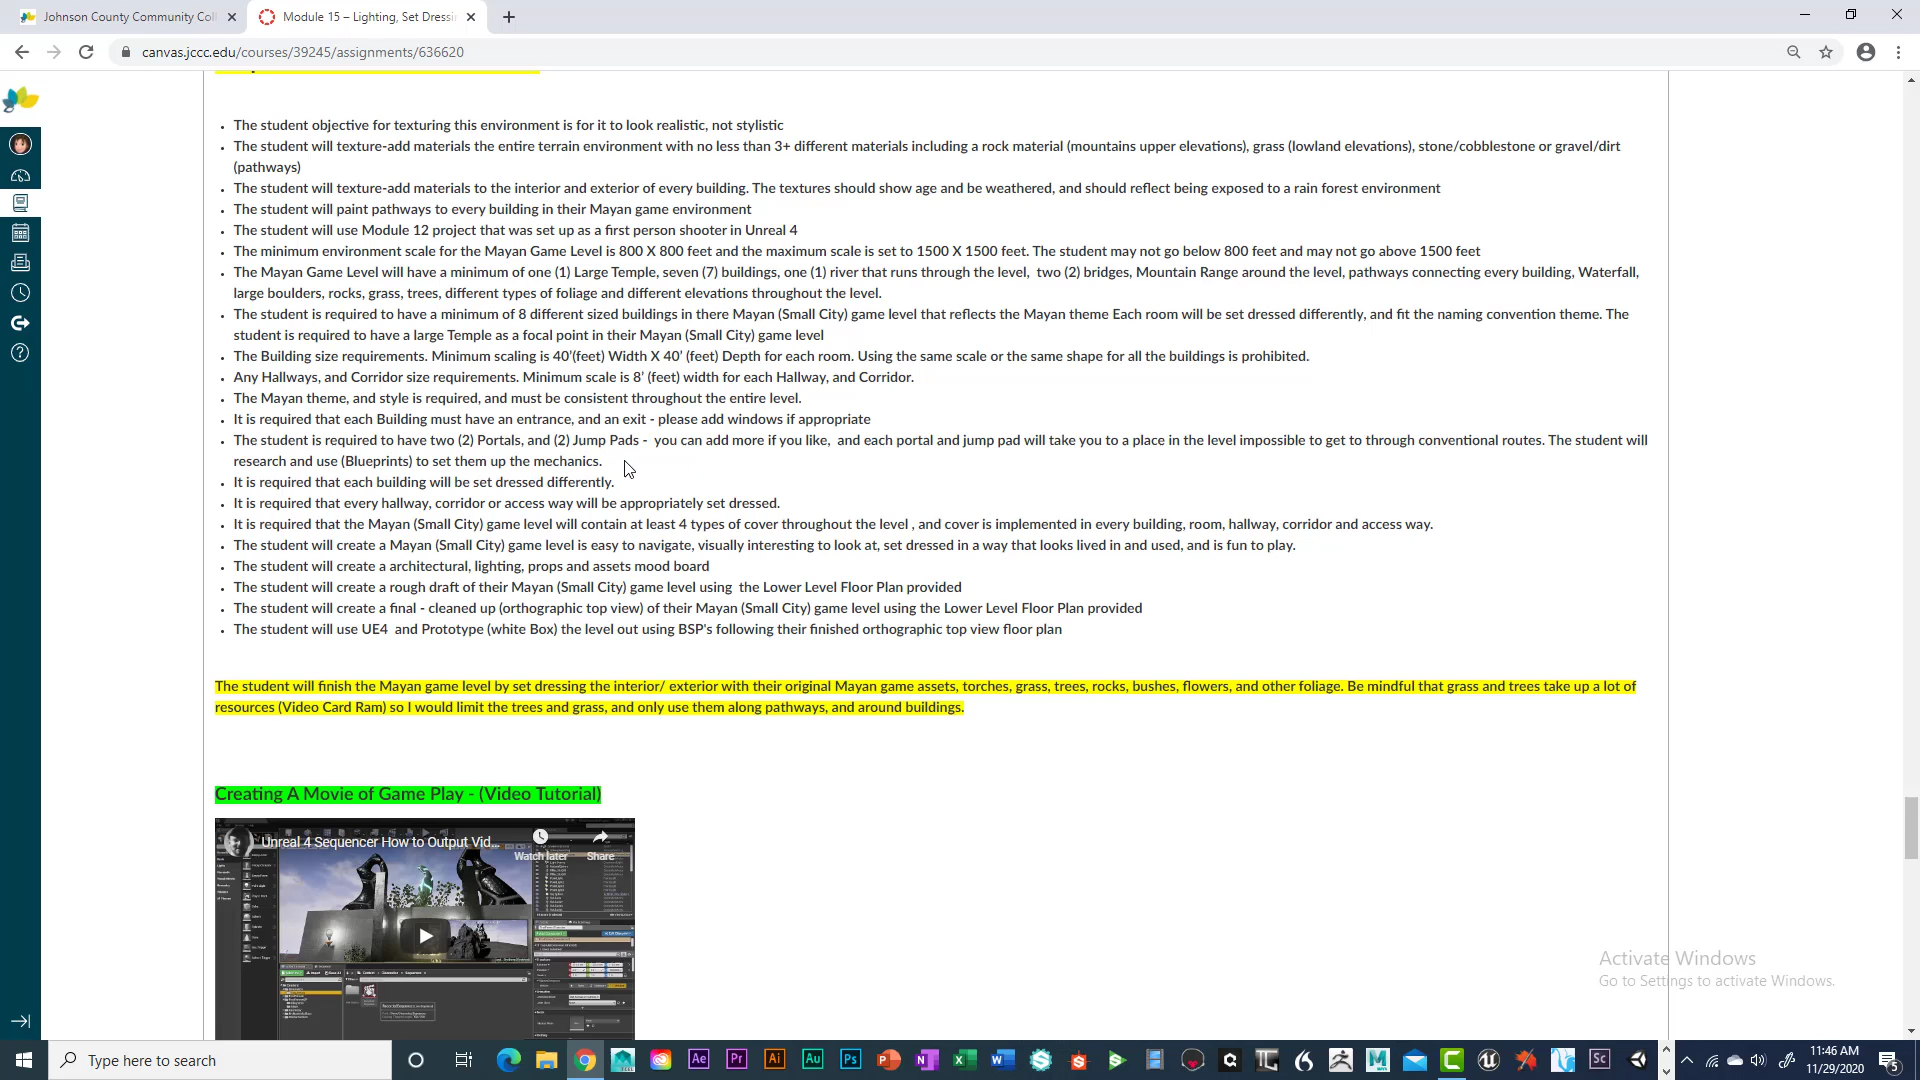 Johnson County Community Col
Module 15 – Lighting, Set Dressi
canvas.jccc.edu/courses/39245/assignments/636620
The student objective for texturing this environment is for it to look realistic, not stylistic
The student will texture-add materials the entire terrain environment with no less than 3+ different materials including a rock material (mountains upper elevations), grass (lowland elevations), stone/cobblestone or gravel/dirt
(pathways)
The student will texture-add materials to the interior and exterior of every building. The textures should show age and be weathered, and should reflect being exposed to a rain forest environment
The student will paint pathways to every building in their Mayan game environment
The student will use Module 12 project that was set up as a first person shooter in Unreal 4
The minimum environment scale for the Mayan Game Level is 800 X 800 feet and the maximum scale is set to 1500 X 1500 feet. The student may not go below 800 feet and may not go above 1500 feet
The Mayan Game Level will have a minimum of one (1) Large Temple, seven (7) buildings, one (1) river that runs through the level,  two (2) bridges, Mountain Range around the level, pathways connecting every building, Waterfall,
large boulders, rocks, grass, trees, different types of foliage and different elevations throughout the level.
The student is required to have a minimum of 8 different sized buildings in there Mayan (Small City) game level that reflects the Mayan theme Each room will be set dressed differently, and fit the naming convention theme. The
student is required to have a large Temple as a focal point in their Mayan (Small City) game level
The Building size requirements. Minimum scaling is 40'(feet) Width X 40' (feet) Depth for each room. Using the same scale or the same shape for all the buildings is prohibited.
Any Hallways, and Corridor size requirements. Minimum scale is 8' (feet) width for each Hallway, and Corridor.
The Mayan theme, and style is required, and must be consistent throughout the entire level.
It is required that each Building must have an entrance, and an exit - please add windows if appropriate
The student is required to have two (2) Portals, and (2) Jump Pads -  you can add more if you like,  and each portal and jump pad will take you to a place in the level impossible to get to through conventional routes. The student will
research and use (Blueprints) to set them up the mechanics.
It is required that each building will be set dressed differently.
It is required that every hallway, corridor or access way will be appropriately set dressed.
It is required that the Mayan (Small City) game level will contain at least 4 types of cover throughout the level , and cover is implemented in every building, room, hallway, corridor and access way.
The student will create a Mayan (Small City) game level is easy to navigate, visually interesting to look at, set dressed in a way that looks lived in and used, and is fun to play.
The student will create a architectural, lighting, props and assets mood board
The student will create a rough draft of their Mayan (Small City) game level using  the Lower Level Floor Plan provided
The student will create a final - cleaned up (orthographic top view) of their Mayan (Small City) game level using the Lower Level Floor Plan provided
The student will use UE4  and Prototype (white Box) the level out using BSP's following their finished orthographic top view floor plan
The student will finish the Mayan game level by set dressing the interior/ exterior with their original Mayan game assets, torches, grass, trees, rocks, bushes, flowers, and other foliage. Be mindful that grass and trees take up a lot of
resources (Video Card Ram) so I would limit the trees and grass, and only use them along pathways, and around buildings.
Creating A Movie of Game Play - (Video Tutorial)
Unreal 4 Sequencer How to Output Vid...
Watch later
Share
Activate Windows
Go to Settings to activate Windows.
Type here to search
11:46 AM
11/29/2020
5